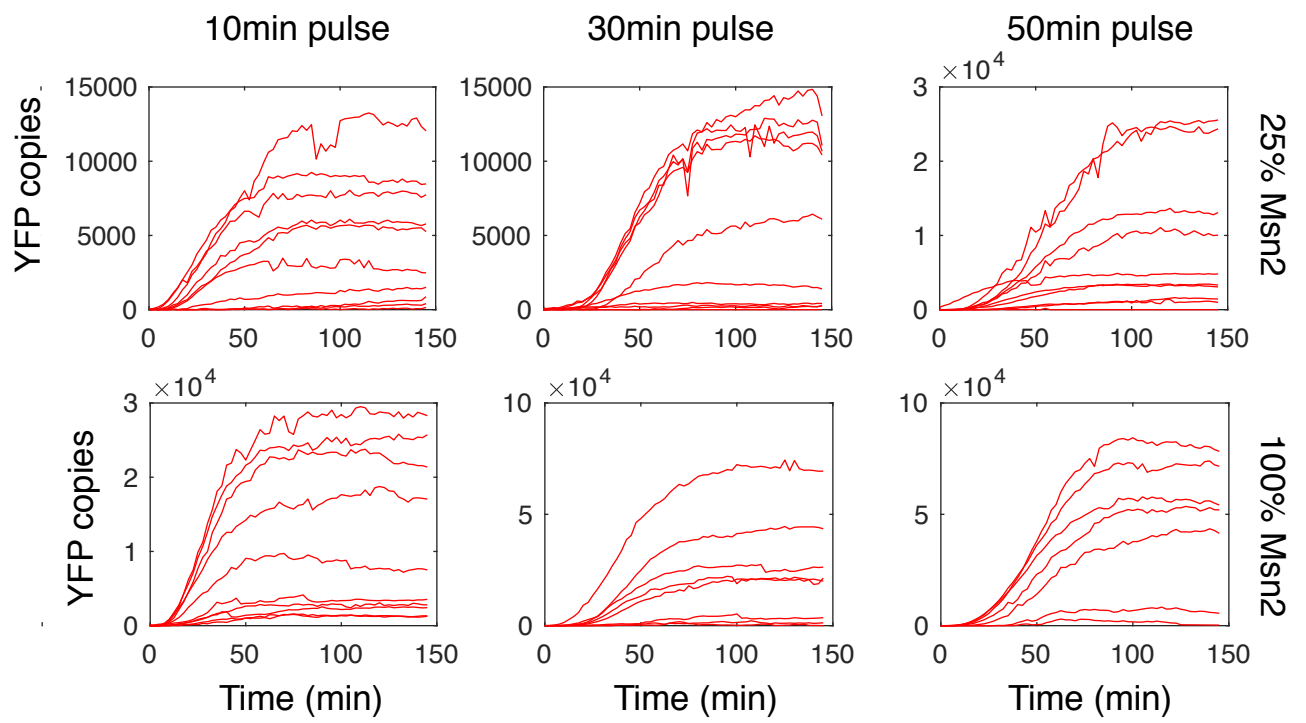 10min pulse 30min pulse 50min pulse
× 10^4
15000 15000 3
10000 10000 2
5000 5000 1
0 0 0
0 50 100 150 0 50 100 150 0 50 100 150
YFP copies
25% Msn2
× 10^4 × 10^4 × 10^4
3 10 10
2
5 5
1
0 0 0
0 50 100 150 0 50 100 150 0 50 100 150
YFP copies
100% Msn2
Time (min) Time (min) Time (min)